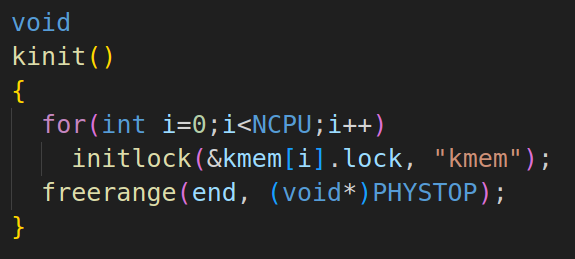 void
kinit()
{
  for(int i=0;i<NCPU;i++)
    initlock(&kmem[i].lock, "kmem");
  freerange(end, (void*)PHYSTOP);
}